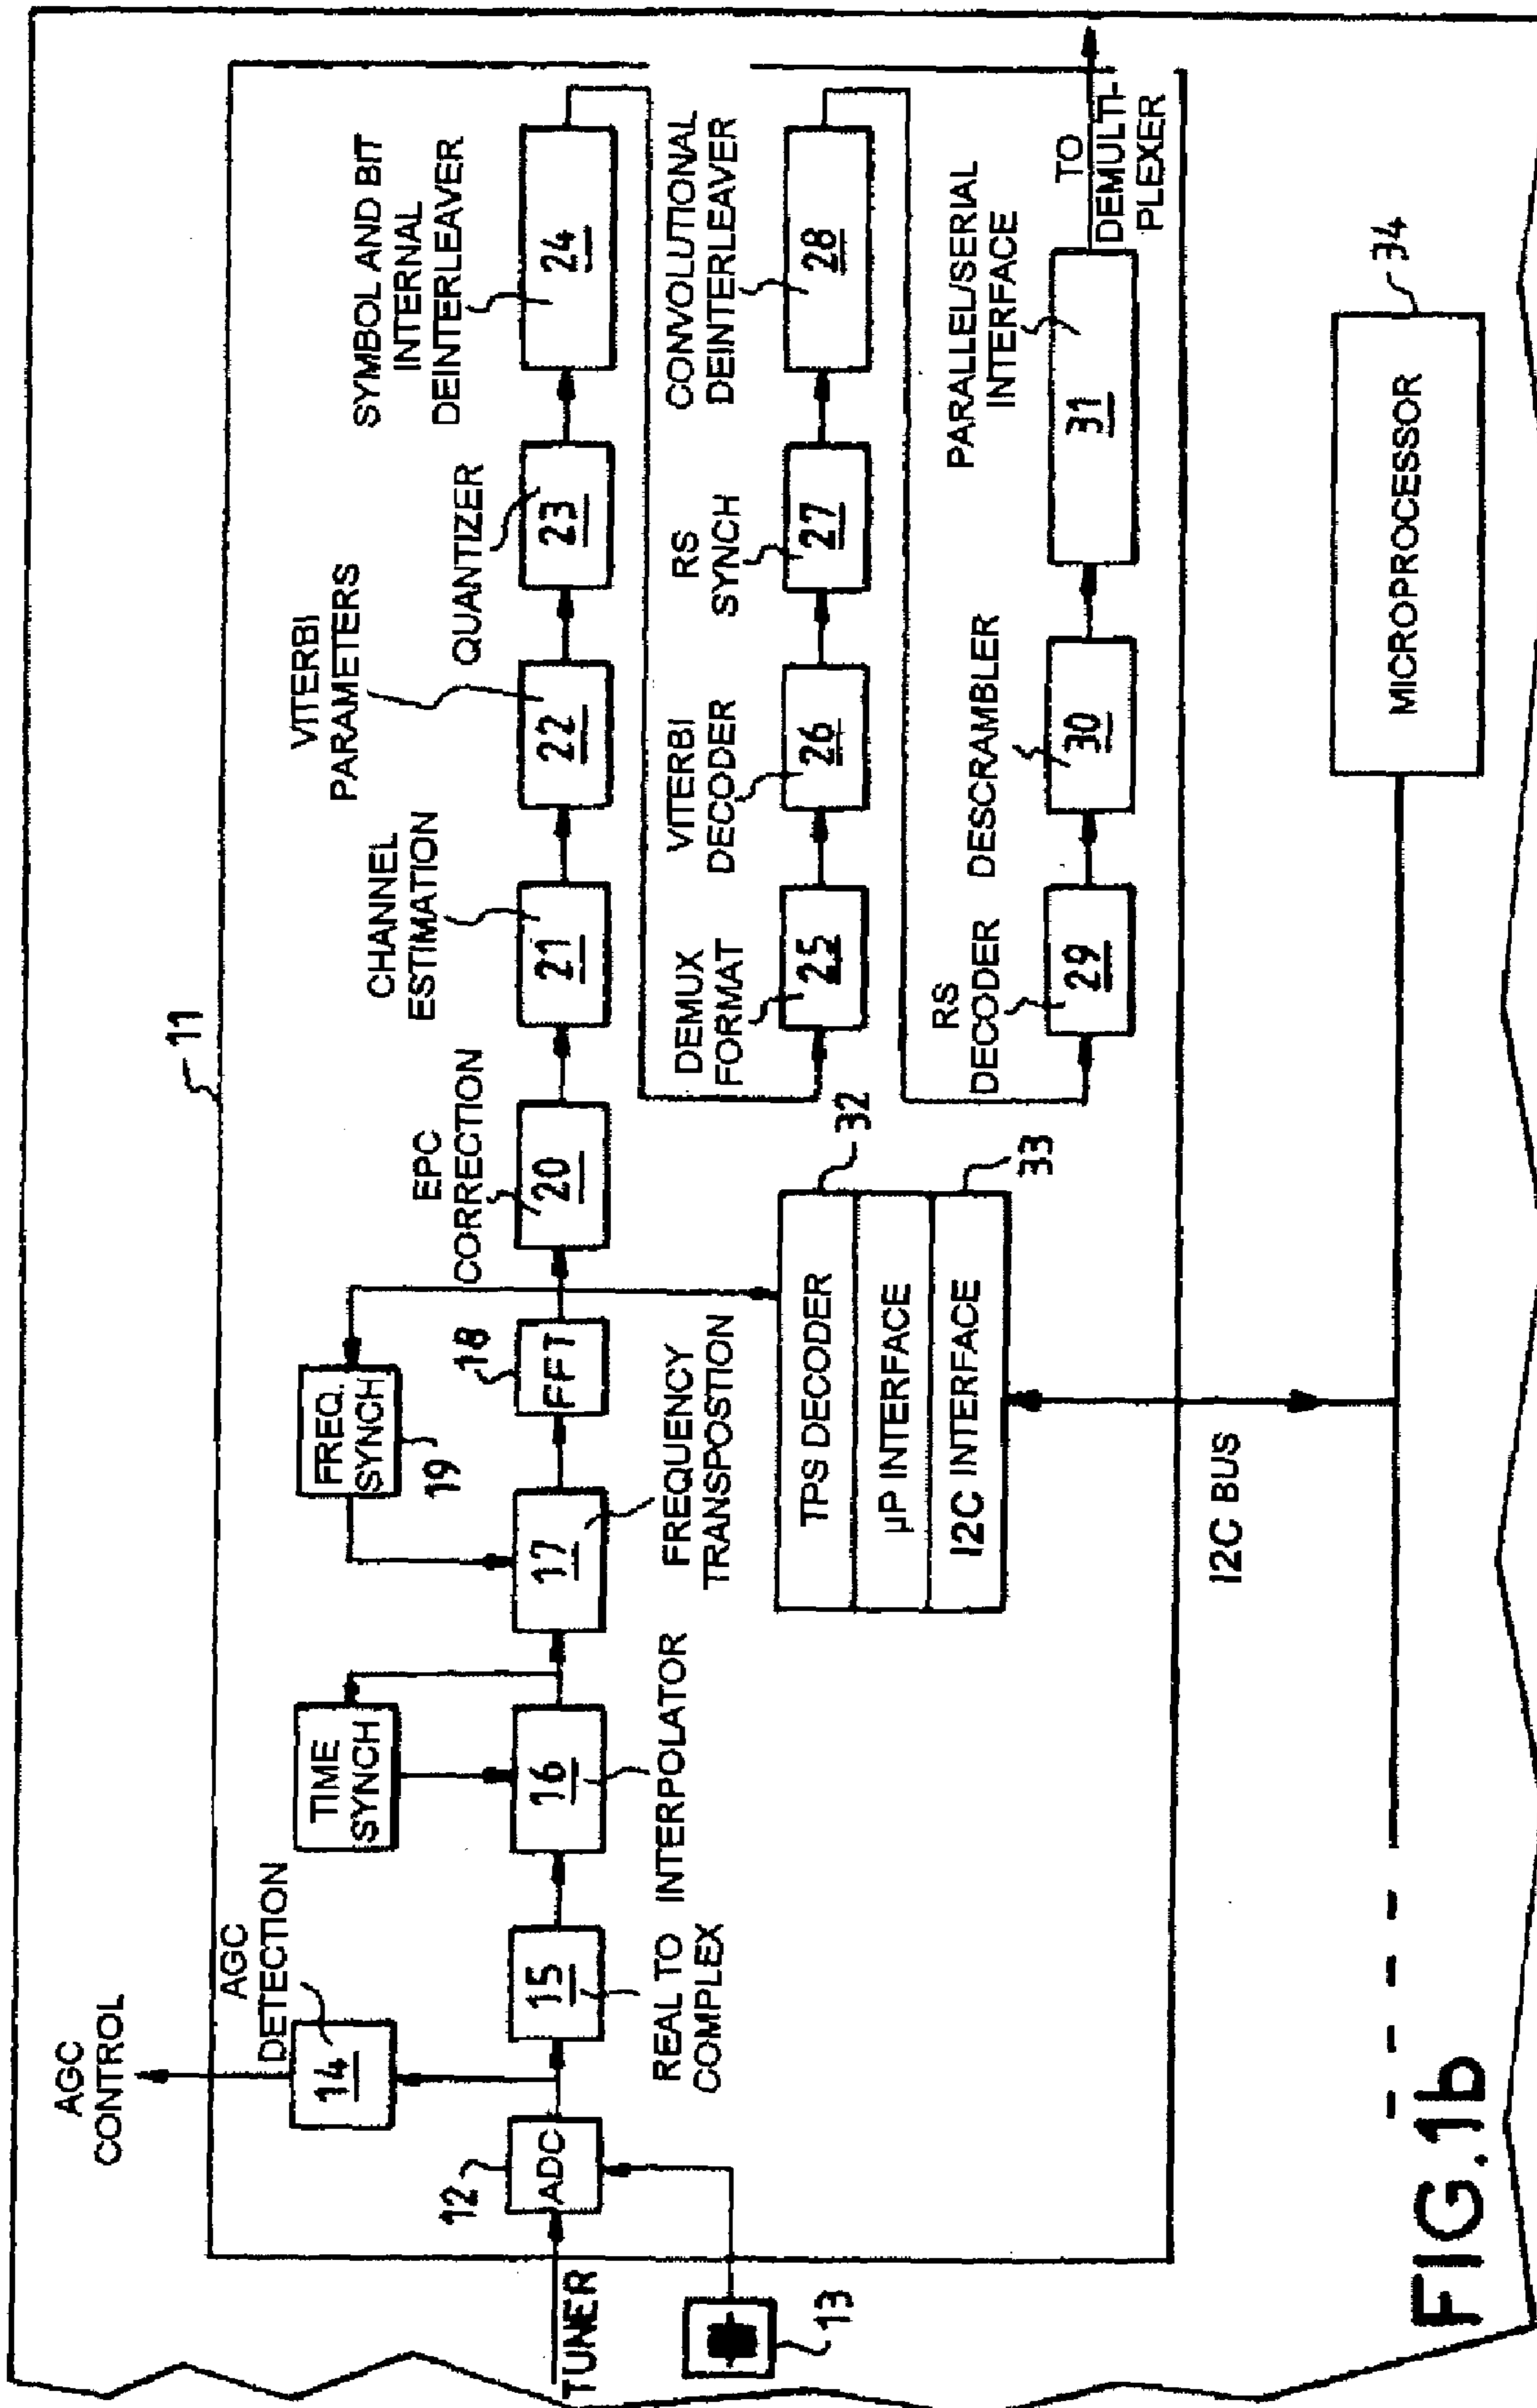 AGC
CONTROL
11
AGC
DETECTION
14
TIME
SYNCH
FREQ.
SYNCH
19
EPC
CORRECTION
CHANNEL
ESTIMATION
VITERBI
PARAMETERS
QUANTIZER
SYMBOL AND BIT
INTERNAL
DEINTERLEAVER
TUNER
12
ADC
15
16
17
18
FFT
20
21
22
23
24
REAL TO
COMPLEX
INTERPOLATOR
FREQUENCY
TRANSPOSTION
DEMUX
FORMAT
VITERBI
DECODER
RS
SYNCH
CONVOLUTIONAL
DEINTERLEAVER
13
25
26
27
28
TPS DECODER
32
µP INTERFACE
I2C INTERFACE
33
RS
DECODER
DESCRAMBLER
PARALLEL/SERIAL
INTERFACE
29
30
31
TO
DEMULTI-
PLEXER
I2C BUS
34
MICROPROCESSOR
FIG.1b